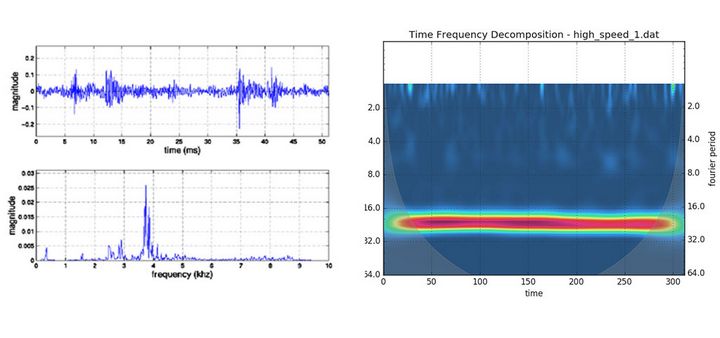 magnitude
0.2
0.1
0
-0.1
-0.2
0 5 10 15 20 25 30 35 40 45 50
time (ms)
magnitude
0.03
0.025
0.02
0.015
0.01
0.005
0
0 1 2 3 4 5 6 7 8 9 10
frequency (khz)
Time Frequency Decomposition - high_speed_1.dat
2.0
4.0
8.0
16.0
32.0
64.0
0 50 100 150 200 250 300
time
2.0
4.0
8.0
16.0
32.0
64.0
fourier period